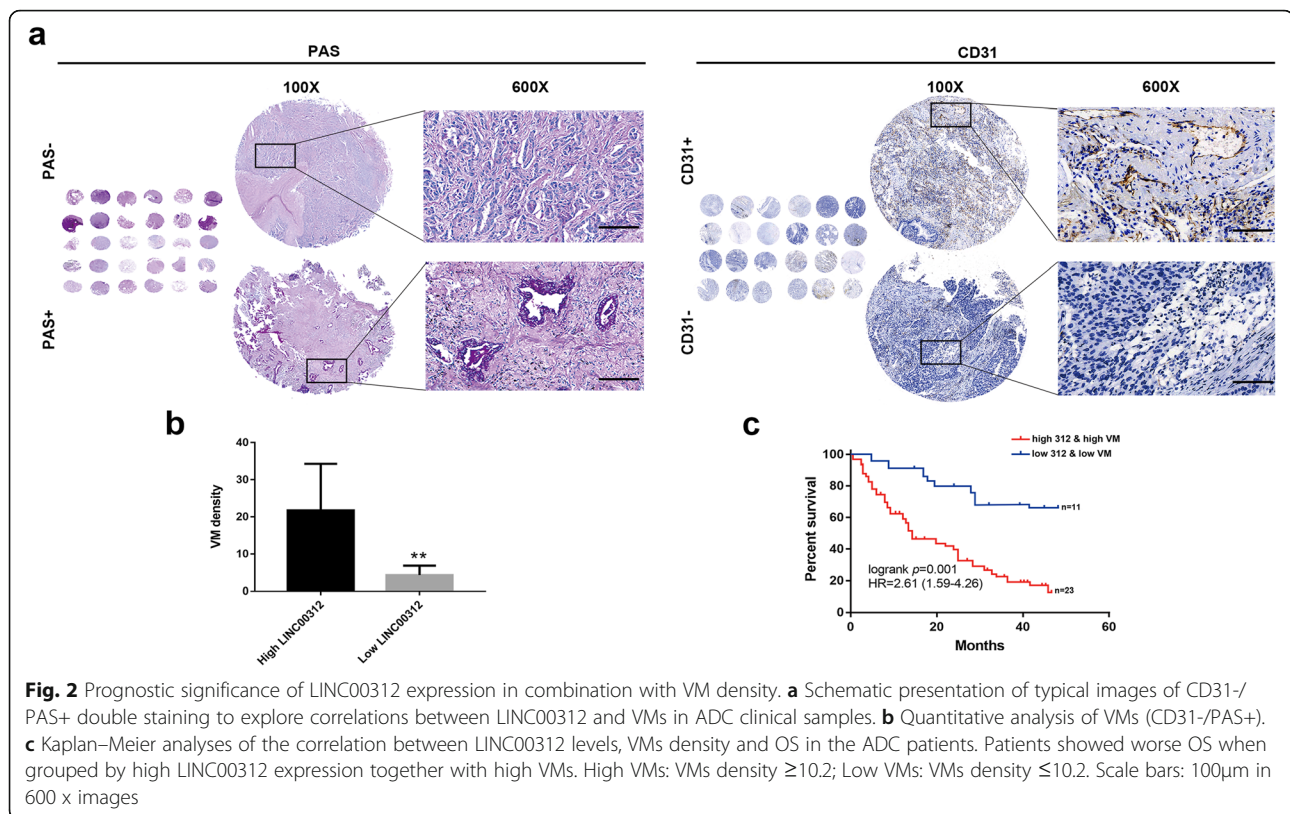 a
PAS
CD31
100X
600X
100X
600X
PAS-
PAS+
CD31+
CD31-
b
VM density
40
30
20
10
0
**
High LINC00312
Low LINC00312
c
high 312 & high VM
low 312 & low VM
Percent survival
100
80
60
40
20
0
n=11
logrank p=0.001
HR=2.61 (1.59-4.26)
n=23
0
20
40
60
Months
Fig. 2 Prognostic significance of LINC00312 expression in combination with VM density. a Schematic presentation of typical images of CD31-/
PAS+ double staining to explore correlations between LINC00312 and VMs in ADC clinical samples. b Quantitative analysis of VMs (CD31-/PAS+).
c Kaplan–Meier analyses of the correlation between LINC00312 levels, VMs density and OS in the ADC patients. Patients showed worse OS when
grouped by high LINC00312 expression together with high VMs. High VMs: VMs density ≥10.2; Low VMs: VMs density ≤10.2. Scale bars: 100μm in
600 x images